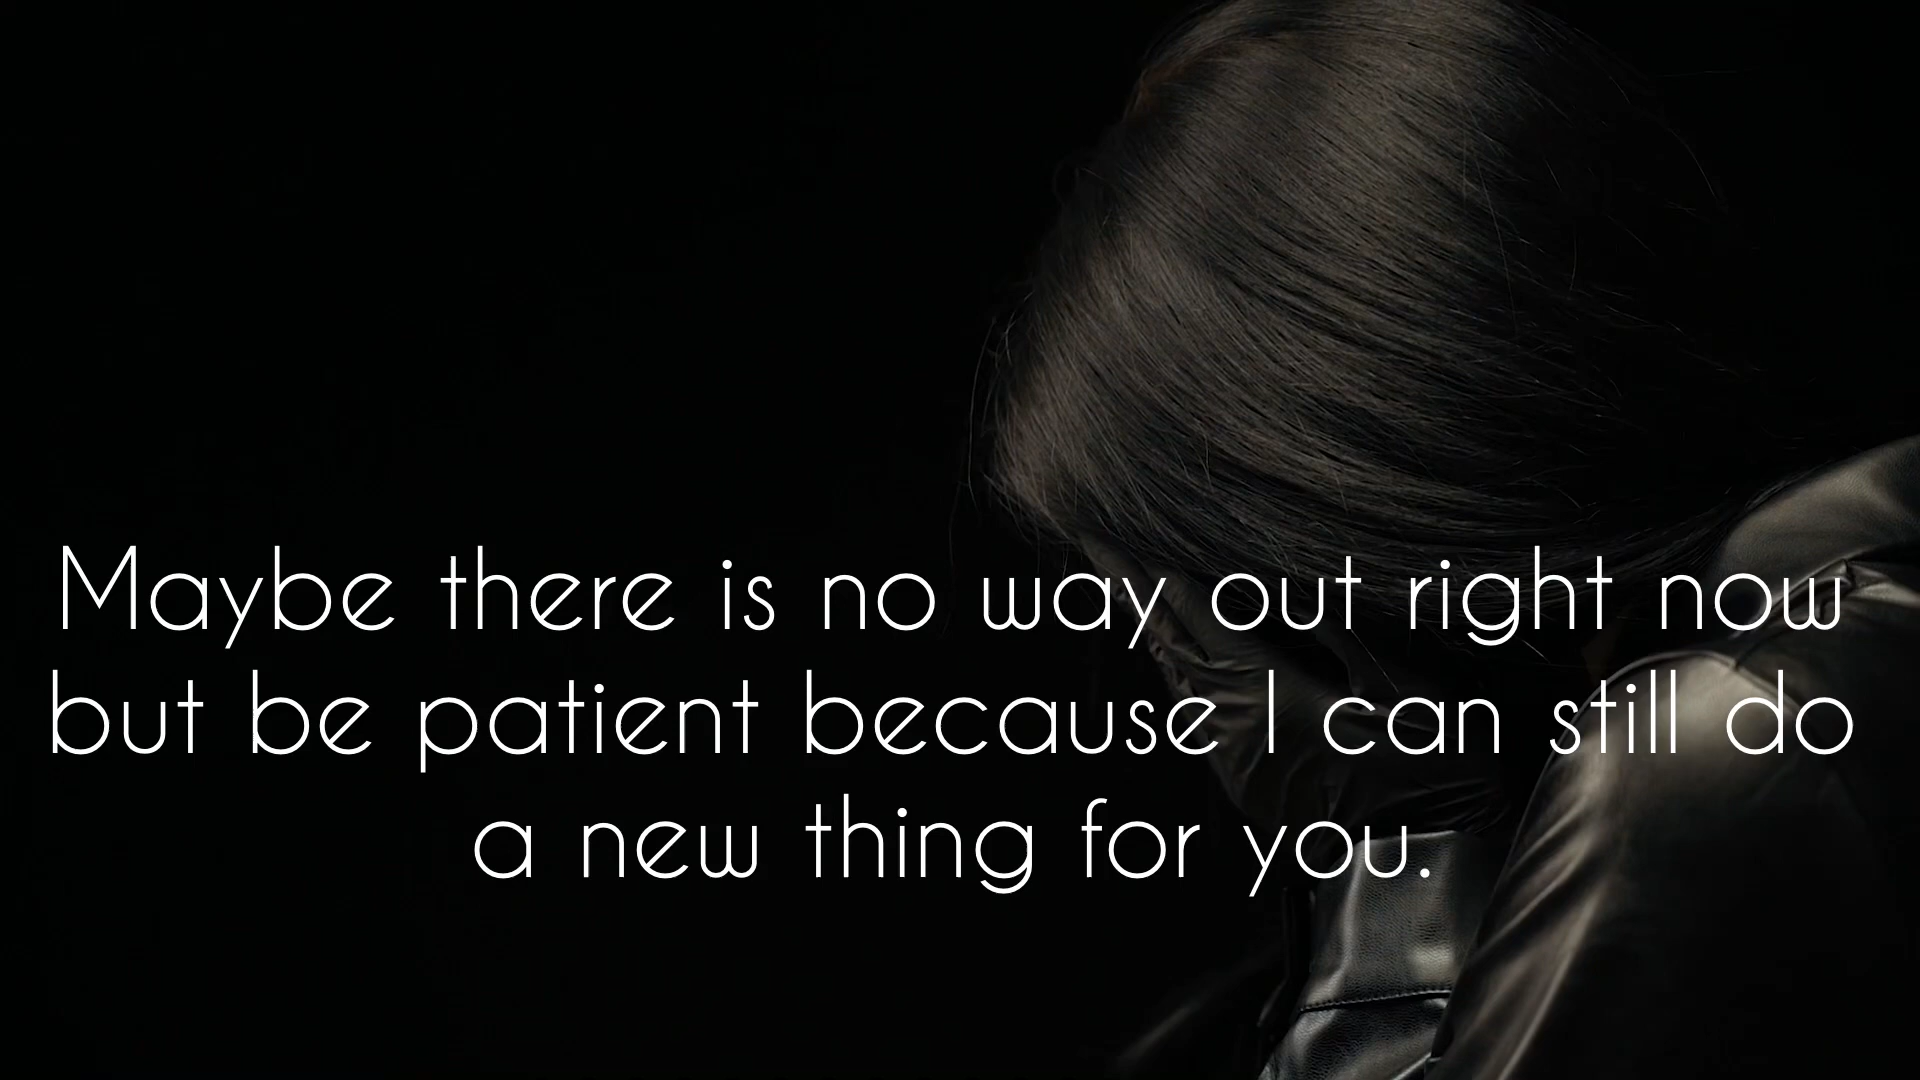 Maybe there is no way out right now
but be patient because I can still do
a new thing for you.